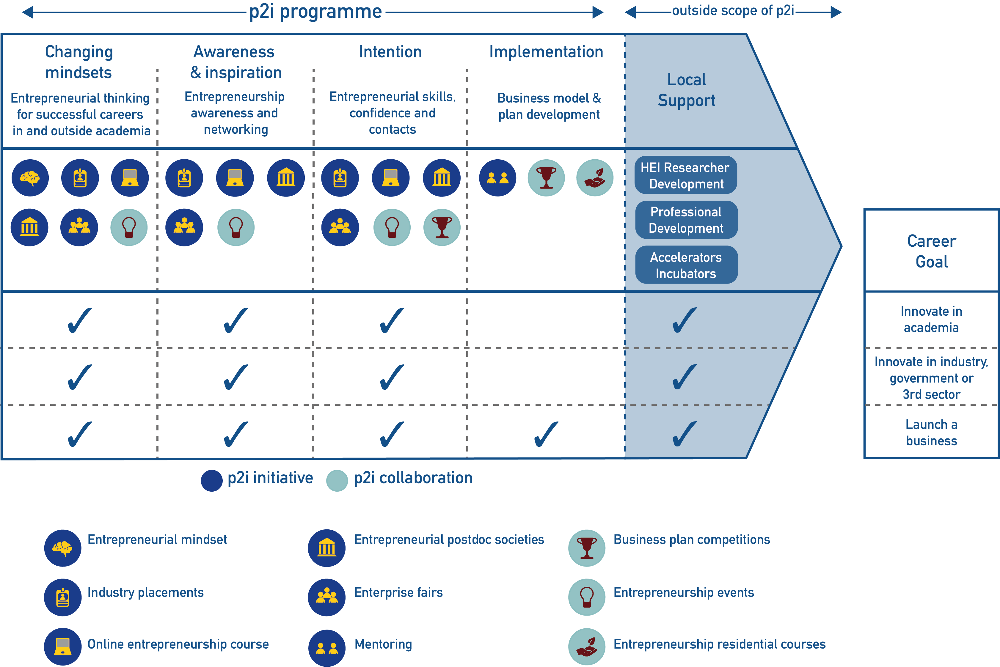 p2i programme
outside scope of p2i
Changing
mindsets
Entrepreneurial thinking
for successful careers
in and outside academia
Awareness
& inspiration
Entrepreneurship
awareness and
networking
Intention
Entrepreneurial skills,
confidence and
contacts
Implementation
Business model &
plan development
Local
Support
HEI Researcher
Development
Professional
Development
Accelerators
Incubators
Career
Goal
Innovate in
academia
Innovate in industry,
government or
3rd sector
Launch a
business
p2i initiative
p2i collaboration
Entrepreneurial mindset
Entrepreneurial postdoc societies
Business plan competitions
Industry placements
Enterprise fairs
Entrepreneurship events
Online entrepreneurship course
Mentoring
Entrepreneurship residential courses